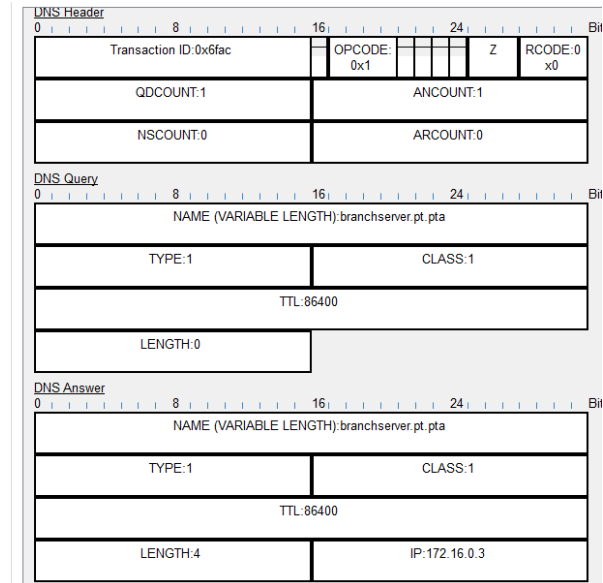 DNS Header
0 8 16 24 Bit
Transaction ID:0x6fac OPCODE: 0x1 Z RCODE:0 x0
QDCOUNT:1 ANCOUNT:1
NSCOUNT:0 ARCOUNT:0
DNS Query
0 8 16 24 Bit
NAME (VARIABLE LENGTH):branchserver.pt.pta
TYPE:1 CLASS:1
TTL:86400
LENGTH:0
DNS Answer
0 8 16 24 Bit
NAME (VARIABLE LENGTH):branchserver.pt.pta
TYPE:1 CLASS:1
TTL:86400
LENGTH:4 IP:172.16.0.3